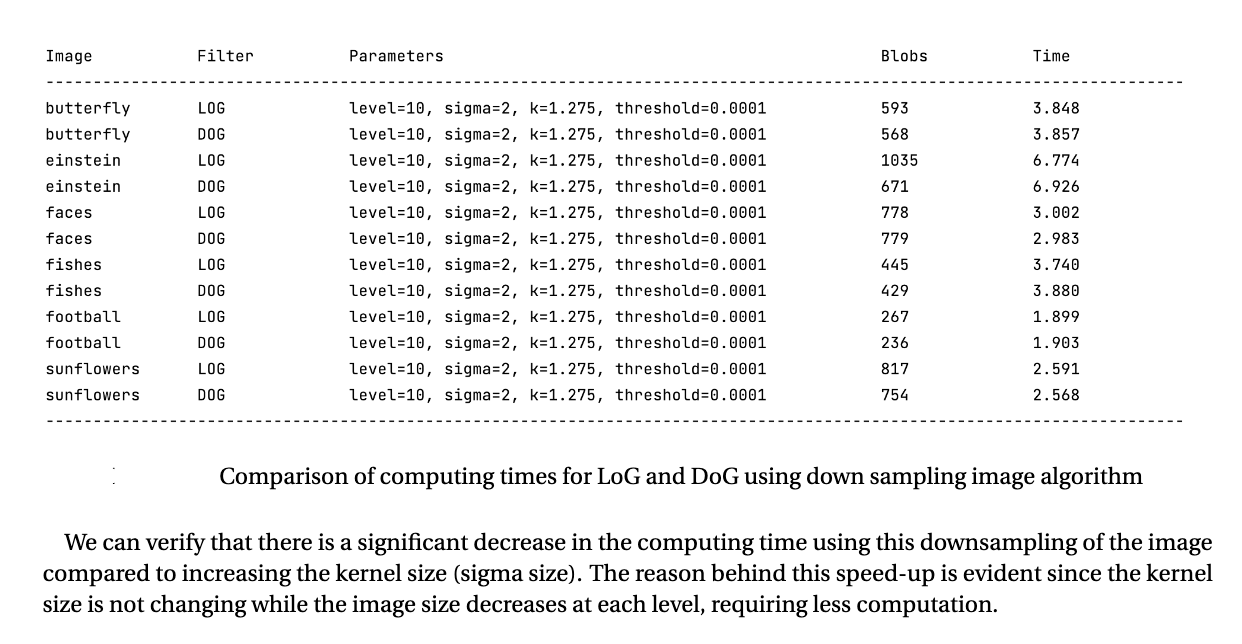 Image Filter Parameters Blobs Time
butterfly LOG level=10, sigma=2, k=1.275, threshold=0.0001 593 3.848
butterfly DOG level=10, sigma=2, k=1.275, threshold=0.0001 568 3.857
einstein LOG level=10, sigma=2, k=1.275, threshold=0.0001 1035 6.774
einstein DOG level=10, sigma=2, k=1.275, threshold=0.0001 671 6.926
faces LOG level=10, sigma=2, k=1.275, threshold=0.0001 778 3.002
faces DOG level=10, sigma=2, k=1.275, threshold=0.0001 779 2.983
fishes LOG level=10, sigma=2, k=1.275, threshold=0.0001 445 3.740
fishes DOG level=10, sigma=2, k=1.275, threshold=0.0001 429 3.880
football LOG level=10, sigma=2, k=1.275, threshold=0.0001 267 1.899
football DOG level=10, sigma=2, k=1.275, threshold=0.0001 236 1.903
sunflowers LOG level=10, sigma=2, k=1.275, threshold=0.0001 817 2.591
sunflowers DOG level=10, sigma=2, k=1.275, threshold=0.0001 754 2.568
Comparison of computing times for LoG and DoG using down sampling image algorithm
We can verify that there is a significant decrease in the computing time using this downsampling of the image
compared to increasing the kernel size (sigma size). The reason behind this speed-up is evident since the kernel
size is not changing while the image size decreases at each level, requiring less computation.